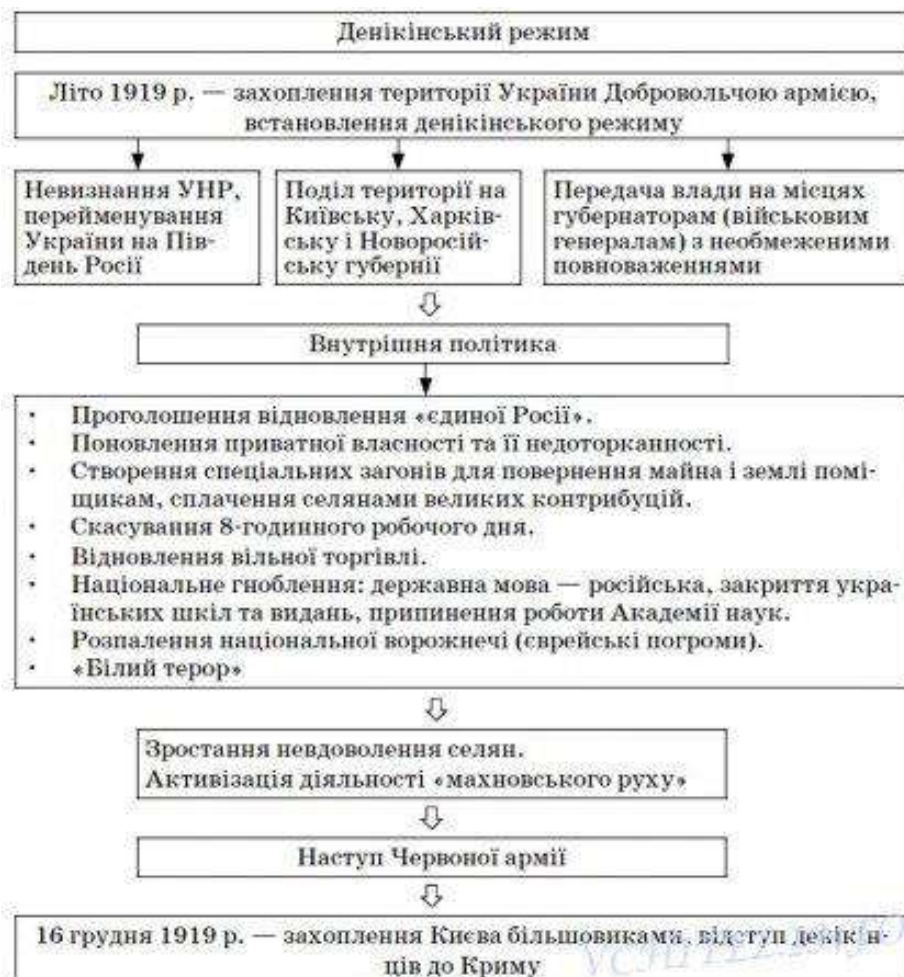 Денікінський режим
Літо 1919 р. — захоплення території України Добровольчою армією,
встановлення денікінського режиму
Невизнання УНР,
перейменування
України на Пів-
день Росії
Поділ території на
Київську, Харків-
ську і Новоросій-
ську губернії
Передача влади на місцях
губернаторам (військовим
генералам) з необмеженими
повноваженнями
Внутрішня політика
· Проголошення відновлення «єдиної Росії».
· Поновлення приватної власності та її недоторканності.
· Створення спеціальних загонів для повернення майна і землі помі-
щикам, сплачення селянами великих контрибуцій.
· Скасування 8-годинного робочого дня.
· Відновлення вільної торгівлі.
· Національне гноблення: державна мова — російська, закриття укра-
їнських шкіл та видань, припинення роботи Академії наук.
· Розпалення національної ворожнечі (єврейські погроми).
· «Білий терор»
Зростання невдоволення селян.
Активізація діяльності «махновського руху»
Наступ Червоної армії
16 грудня 1919 р. — захоплення Києва більшовиками, відступ денікін-
ців до Криму